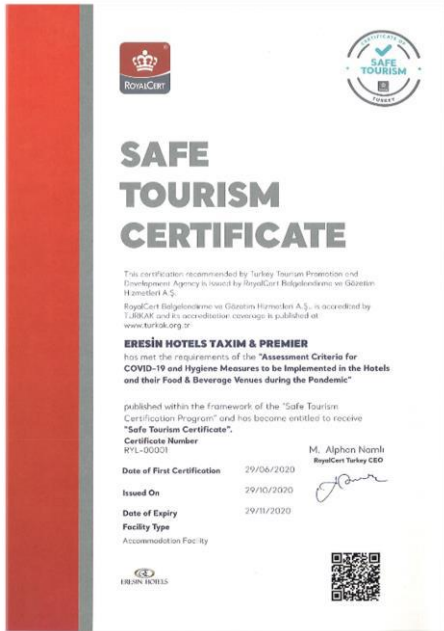 ROYALCERT
CERTIFICATE OF
SAFE
TOURISM
TURKEY
SAFE
TOURISM
CERTIFICATE
This certification recommended by Turkey Tourism Promotion and
Development Agency is issued by RoyalCert Belgelendirme ve Gözetim
Hizmetleri A.Ş.
RoyalCert Belgelendirme ve Gözetim Hizmetleri A.Ş., is accredited by
TURKAK and its accreditation coverage is published at
www.turkak.org.tr
ERESİN HOTELS TAXIM & PREMIER
has met the requirements of the "Assessment Criteria for
COVID-19 and Hygiene Measures to be Implemented in the Hotels
and their Food & Beverage Venues during the Pandemic"
published within the framework of the "Safe Tourism
Certification Program" and has become entitled to receive
"Safe Tourism Certificate".
Certificate Number
RYL-00001
M. Alphan Namlı
RoyalCert Turkey CEO
Date of First Certification 29/06/2020
Issued On 29/10/2020
Date of Expiry 29/11/2020
Facility Type
Accommodation Facility
ERESIN HOTELS